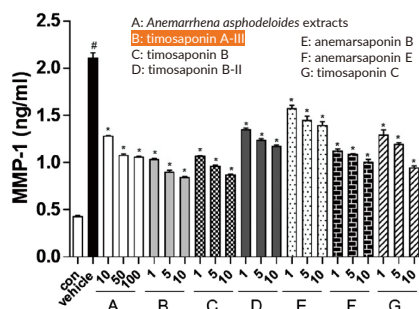 A: Anemarrhena asphodeloides extracts
B: timosaponin A-III
C: timosaponin B
D: timosaponin B-II
E: anemarsaponin B
F: anemarsaponin E
G: timosaponin C
MMP-1 (ng/ml)
2.5
2.0
1.5
1.0
0.5
0.0
#
* * * * * * * * * * * * * * * * * * * * *
con vehicle 10 50 100 1 5 10 1 5 10 1 5 10 1 5 10 1 5 10 1 5 10
A B C D E F G